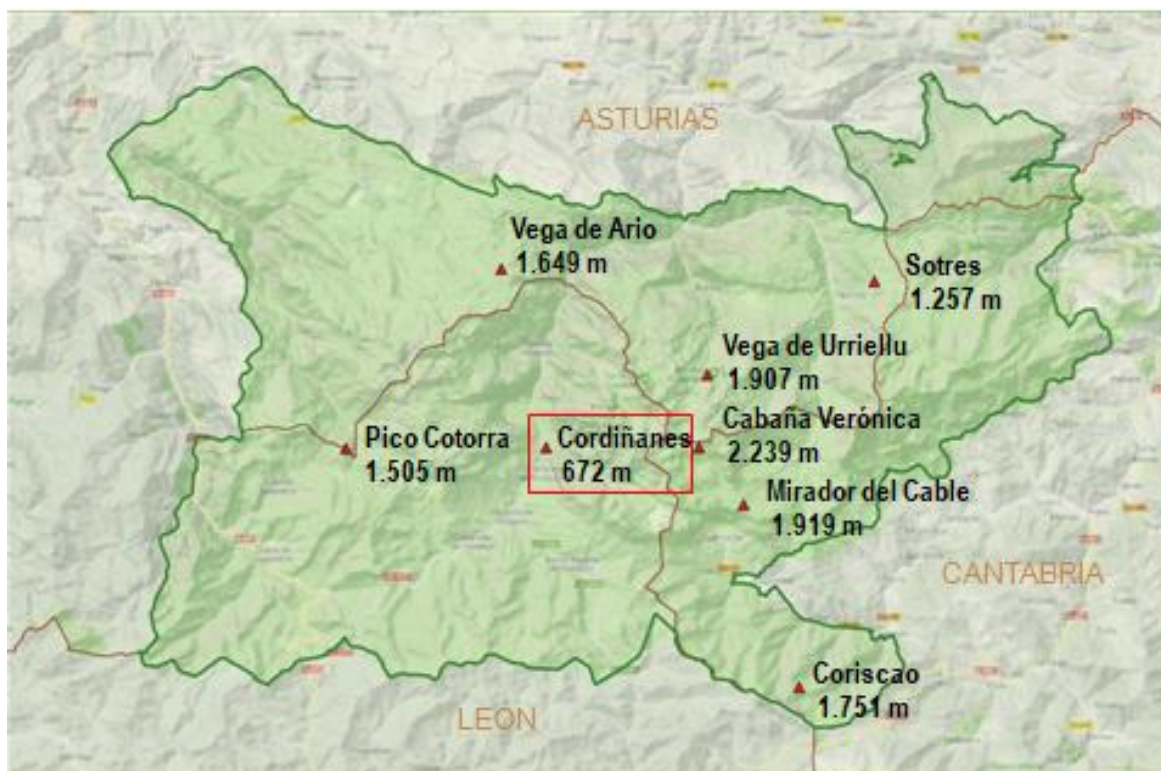 ASTURIAS
Vega de Ario
1.649 m
Sotres
1.257 m
Vega de Urriellu
1.907 m
Pico Cotorra
1.505 m
Cordiñanes
672 m
Cabaña Verónica
2.239 m
Mirador del Cable
1.919 m
CANTABRIA
Coriscao
1.751 m
LEON